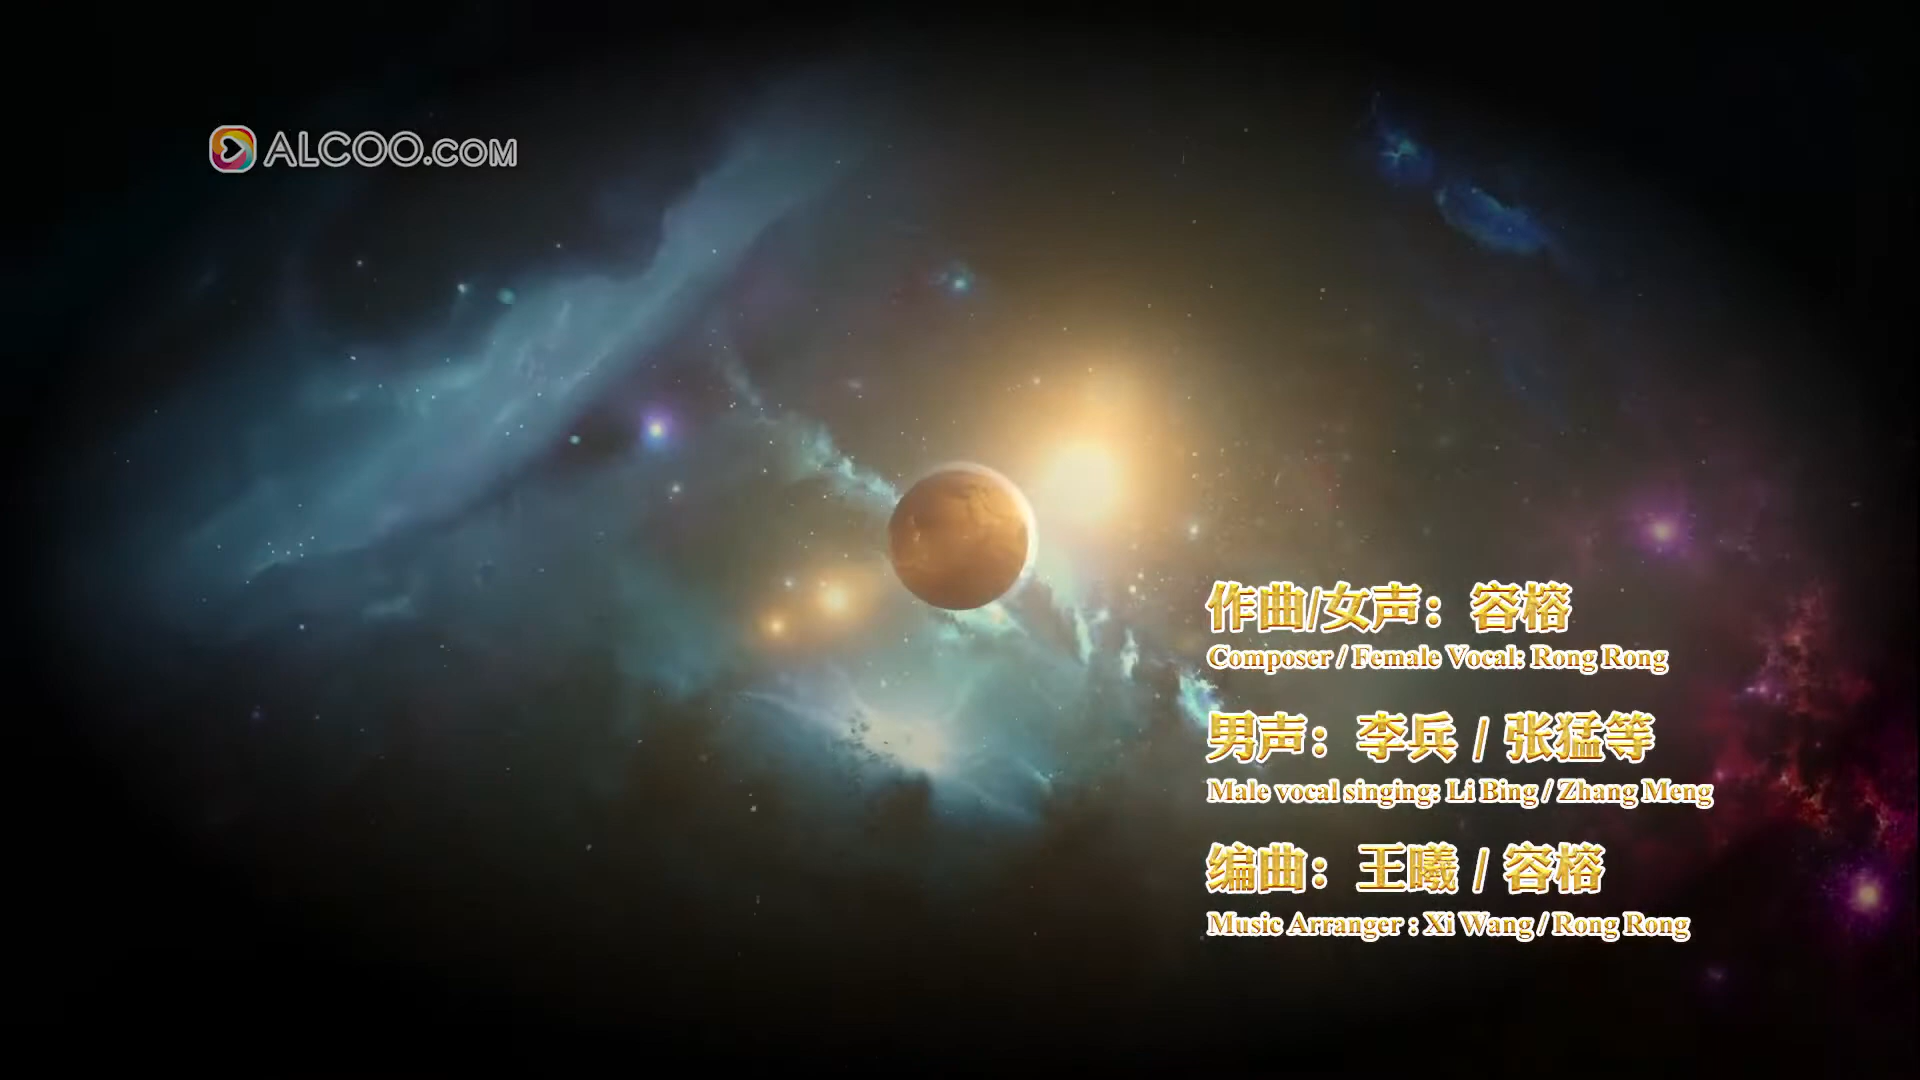 ALCOO.COM
作曲/女声：容榕
Composer / Female Vocal: Rong Rong
男声：李兵 / 张猛等
Male vocal singing: Li Bing / Zhang Meng
编曲：王曦 / 容榕
Music Arranger : Xi Wang / Rong Rong